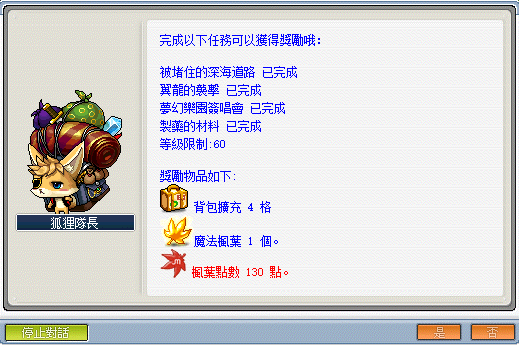 完成以下任務可以獲得獎勵哦:
被堵住的深海道路 已完成
翼龍的襲擊 已完成
夢幻樂園簽唱會 已完成
製藥的材料 已完成
等級限制:60
獎勵物品如下:
背包擴充 4 格
魔法楓葉 1 個。
楓葉點數 130 點。
狐狸隊長
停止對話
是
否